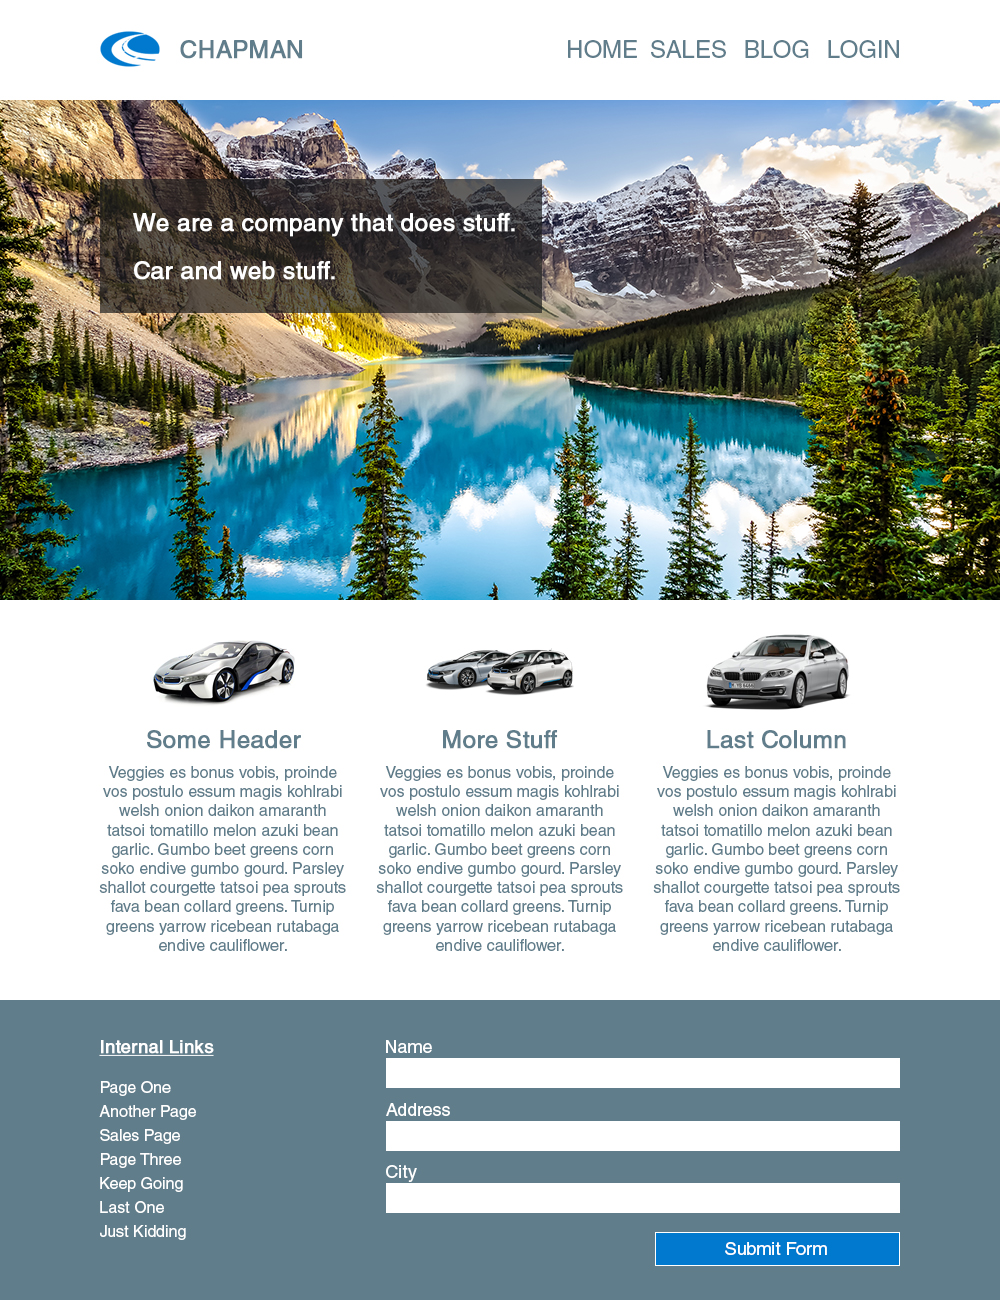 CHAPMAN
HOME SALES BLOG LOGIN
We are a company that does stuff.
Car and web stuff.
Some Header
Veggies es bonus vobis, proinde
vos postulo essum magis kohlrabi
welsh onion daikon amaranth
tatsoi tomatillo melon azuki bean
garlic. Gumbo beet greens corn
soko endive gumbo gourd. Parsley
shallot courgette tatsoi pea sprouts
fava bean collard greens. Turnip
greens yarrow ricebean rutabaga
endive cauliflower.
More Stuff
Veggies es bonus vobis, proinde
vos postulo essum magis kohlrabi
welsh onion daikon amaranth
tatsoi tomatillo melon azuki bean
garlic. Gumbo beet greens corn
soko endive gumbo gourd. Parsley
shallot courgette tatsoi pea sprouts
fava bean collard greens. Turnip
greens yarrow ricebean rutabaga
endive cauliflower.
Last Column
Veggies es bonus vobis, proinde
vos postulo essum magis kohlrabi
welsh onion daikon amaranth
tatsoi tomatillo melon azuki bean
garlic. Gumbo beet greens corn
soko endive gumbo gourd. Parsley
shallot courgette tatsoi pea sprouts
fava bean collard greens. Turnip
greens yarrow ricebean rutabaga
endive cauliflower.
Internal Links
Page One
Another Page
Sales Page
Page Three
Keep Going
Last One
Just Kidding
Name
Address
City
Submit Form